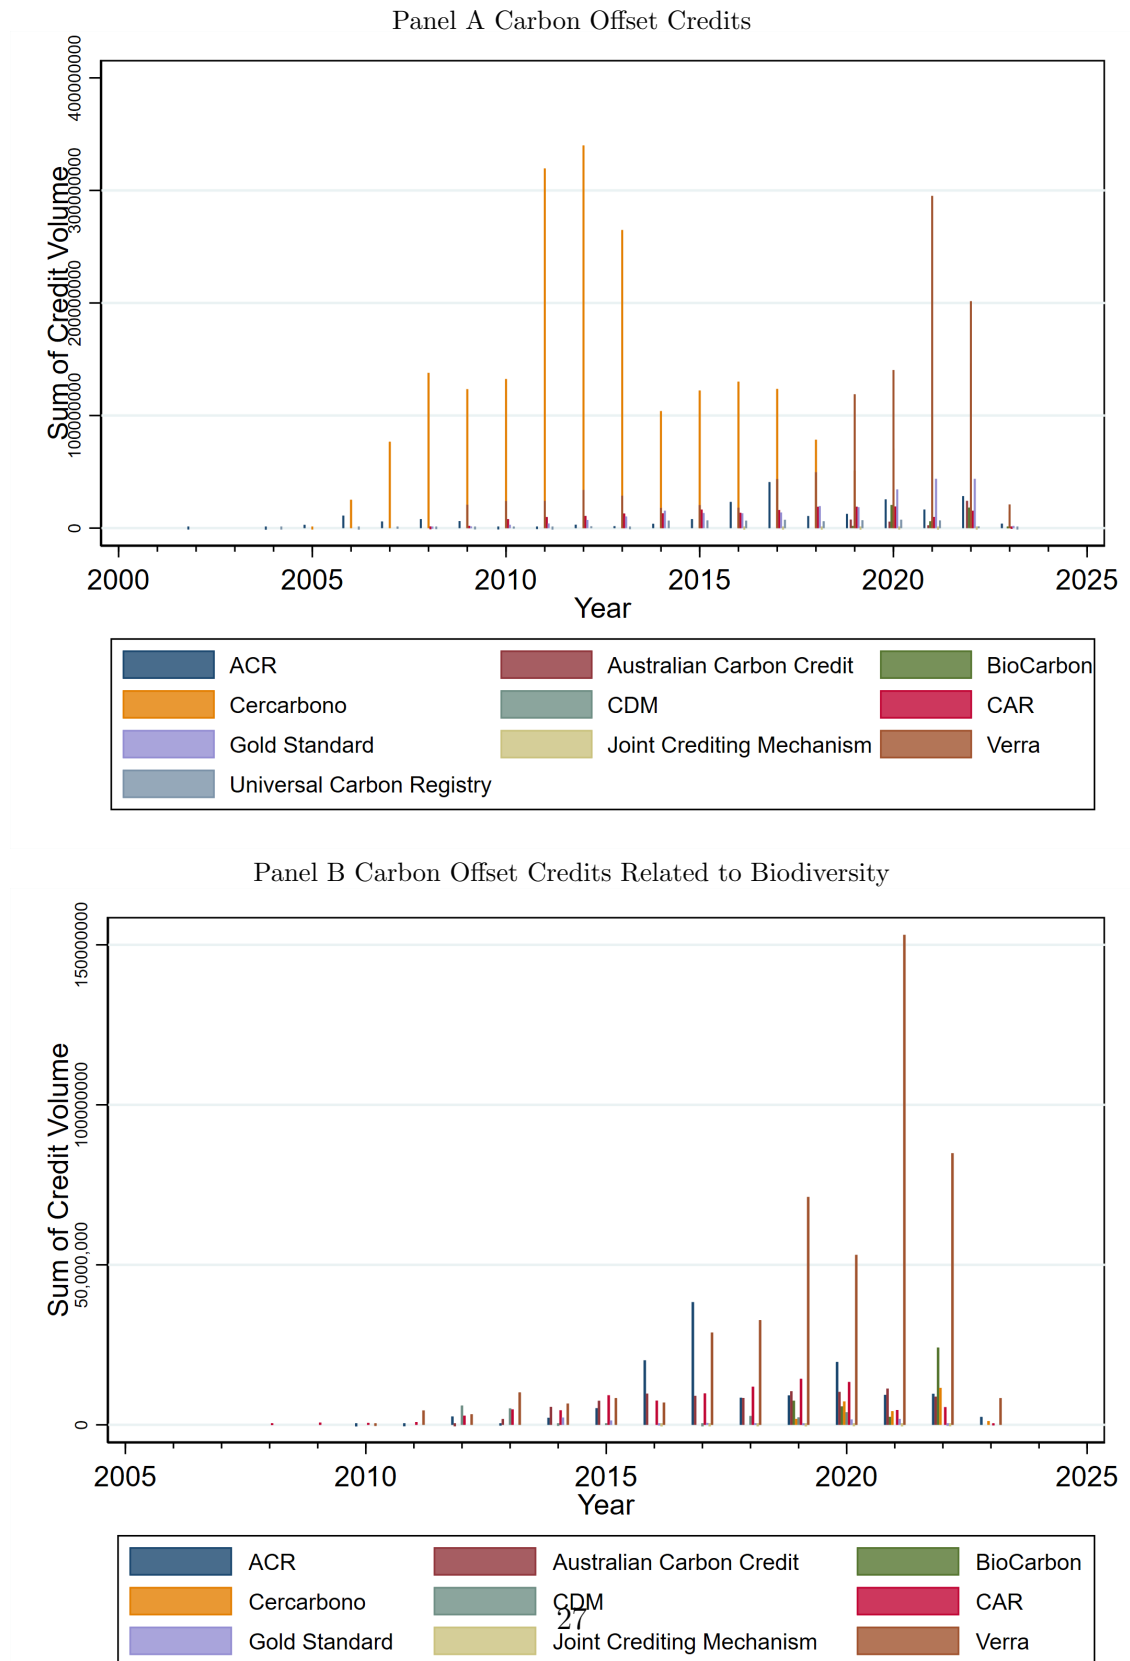 Panel A Carbon Offset Credits
Sum of Credit Volume
400000000
300000000
200000000
100000000
0
2000 2005 2010 2015 2020 2025
Year
ACR Australian Carbon Credit BioCarbon
Cercarbono CDM CAR
Gold Standard Joint Crediting Mechanism Verra
Universal Carbon Registry
Panel B Carbon Offset Credits Related to Biodiversity
Sum of Credit Volume
150000000
100000000
50,000,000
0
2005 2010 2015 2020 2025
Year
ACR Australian Carbon Credit BioCarbon
Cercarbono CDM CAR
27
Gold Standard Joint Crediting Mechanism Verra